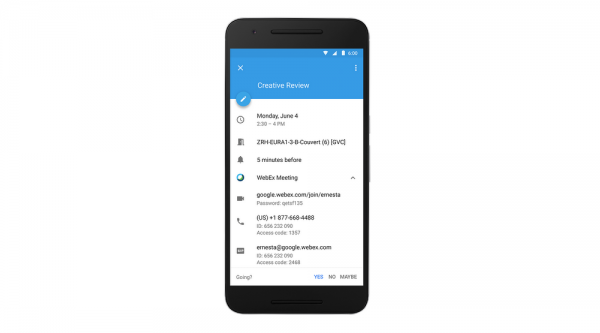 6:00
Creative Review
Monday, June 4
3:30 – 4 PM
ZRH-EURA1-3-B-Couvert (6) [GVC]
5 minutes before
WebEx Meeting
google.webex.com/join/ernesta
Password: qetsf135
(US) +1 877-668-4488
ID: 656 232 090
Access code: 1357
ernesta@google.webex.com
ID: 656 232 090
Access code: 2468
Going? YES NO MAYBE